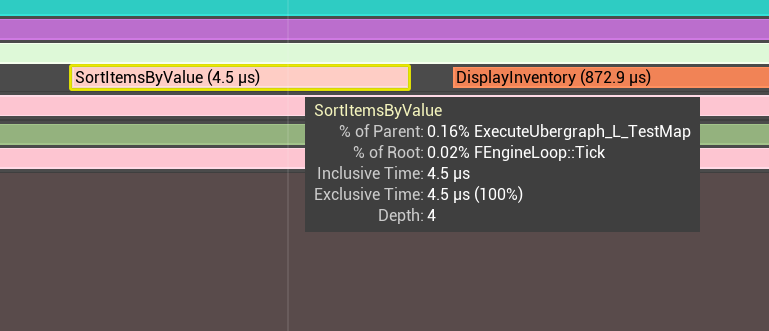 SortItemsByValue (4.5 µs)
DisplayInventory (872.9 µs)
SortItemsByValue
% of Parent: 0.16% ExecuteUbergraph_L_TestMap
% of Root: 0.02% FEngineLoop::Tick
Inclusive Time: 4.5 µs
Exclusive Time: 4.5 µs (100%)
Depth: 4